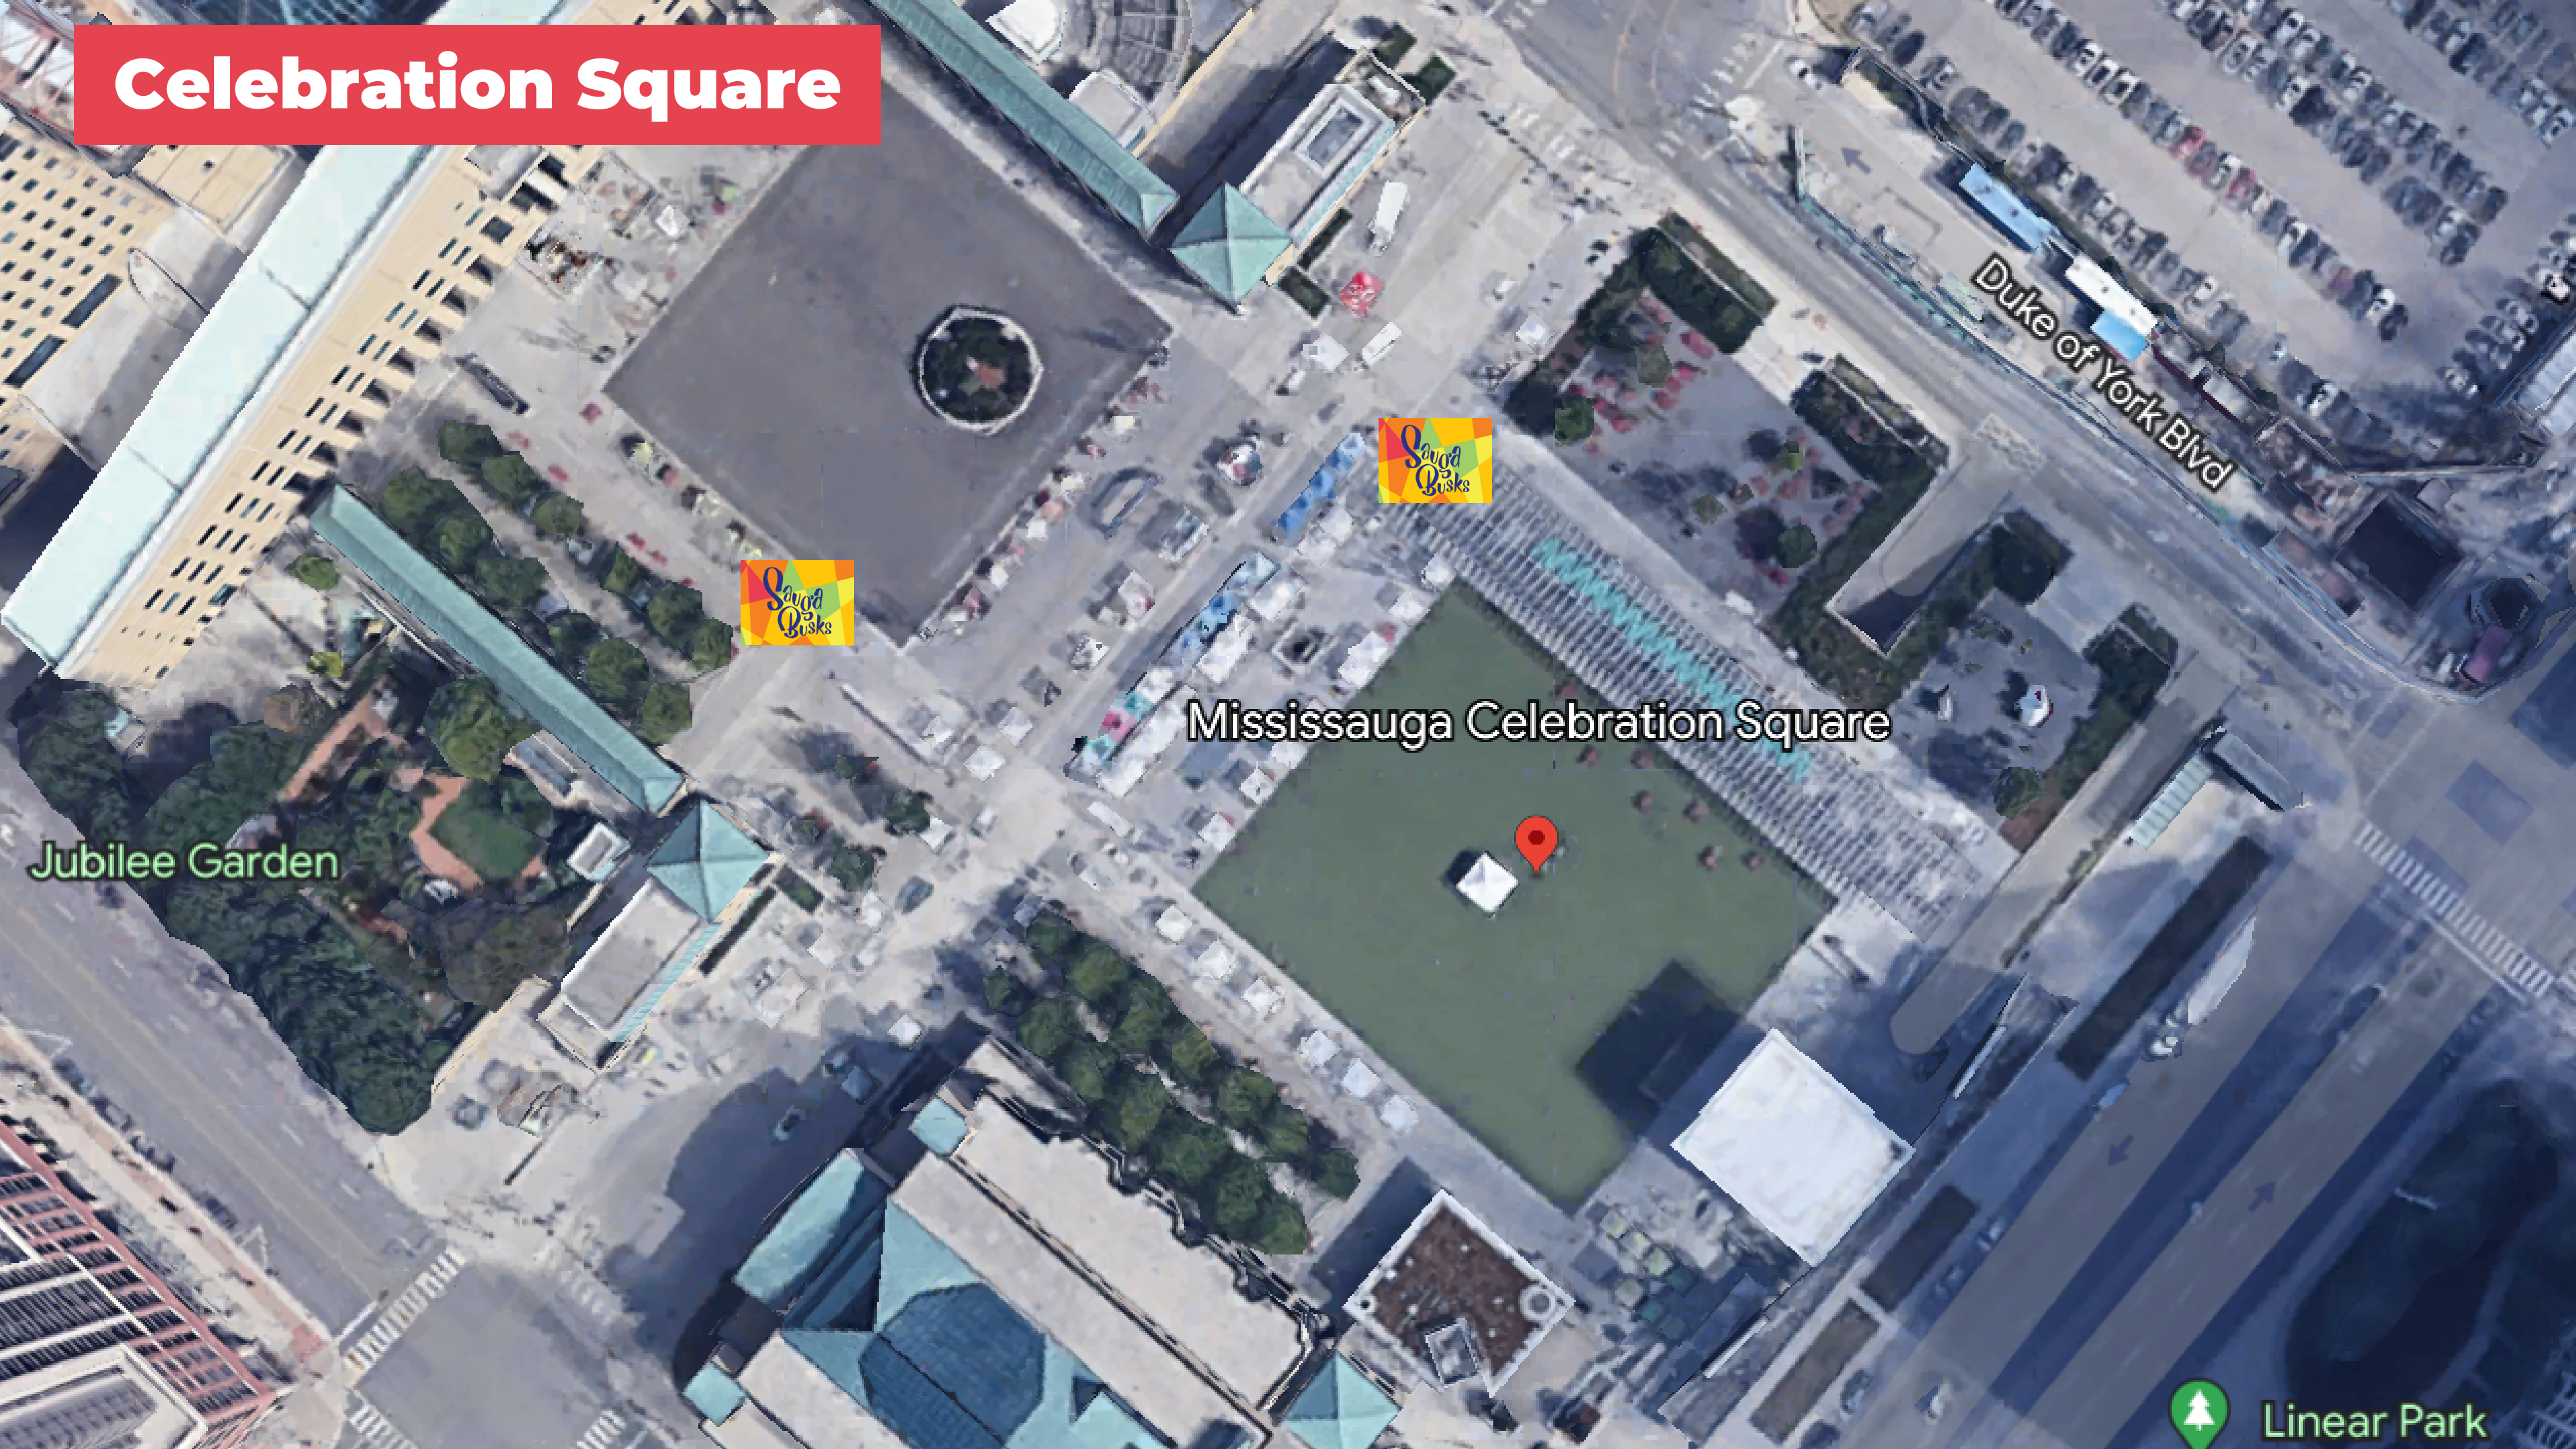 Celebration Square
Duke of York Blvd
Sauga
Busks
Sauga
Busks
Mississauga Celebration Square
Jubilee Garden
Linear Park